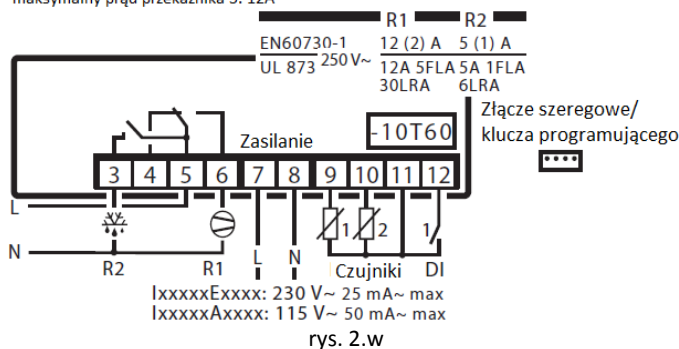 maksymalny prąd przekaźnika 5: 12A
R1 R2
EN60730-1 250 V~ 12 (2) A 5 (1) A
UL 873 12A 5FLA 5A 1FLA
30LRA 6LRA
Złącze szeregowe/
klucza programującego
Zasilanie
-10T60
3 4 5 6 7 8 9 10 11 12
L
1 2 1
N
R2 R1 L N Czujniki DI
IxxxxxExxxx: 230 V~ 25 mA~ max
IxxxxxAxxxx: 115 V~ 50 mA~ max
rys. 2.w